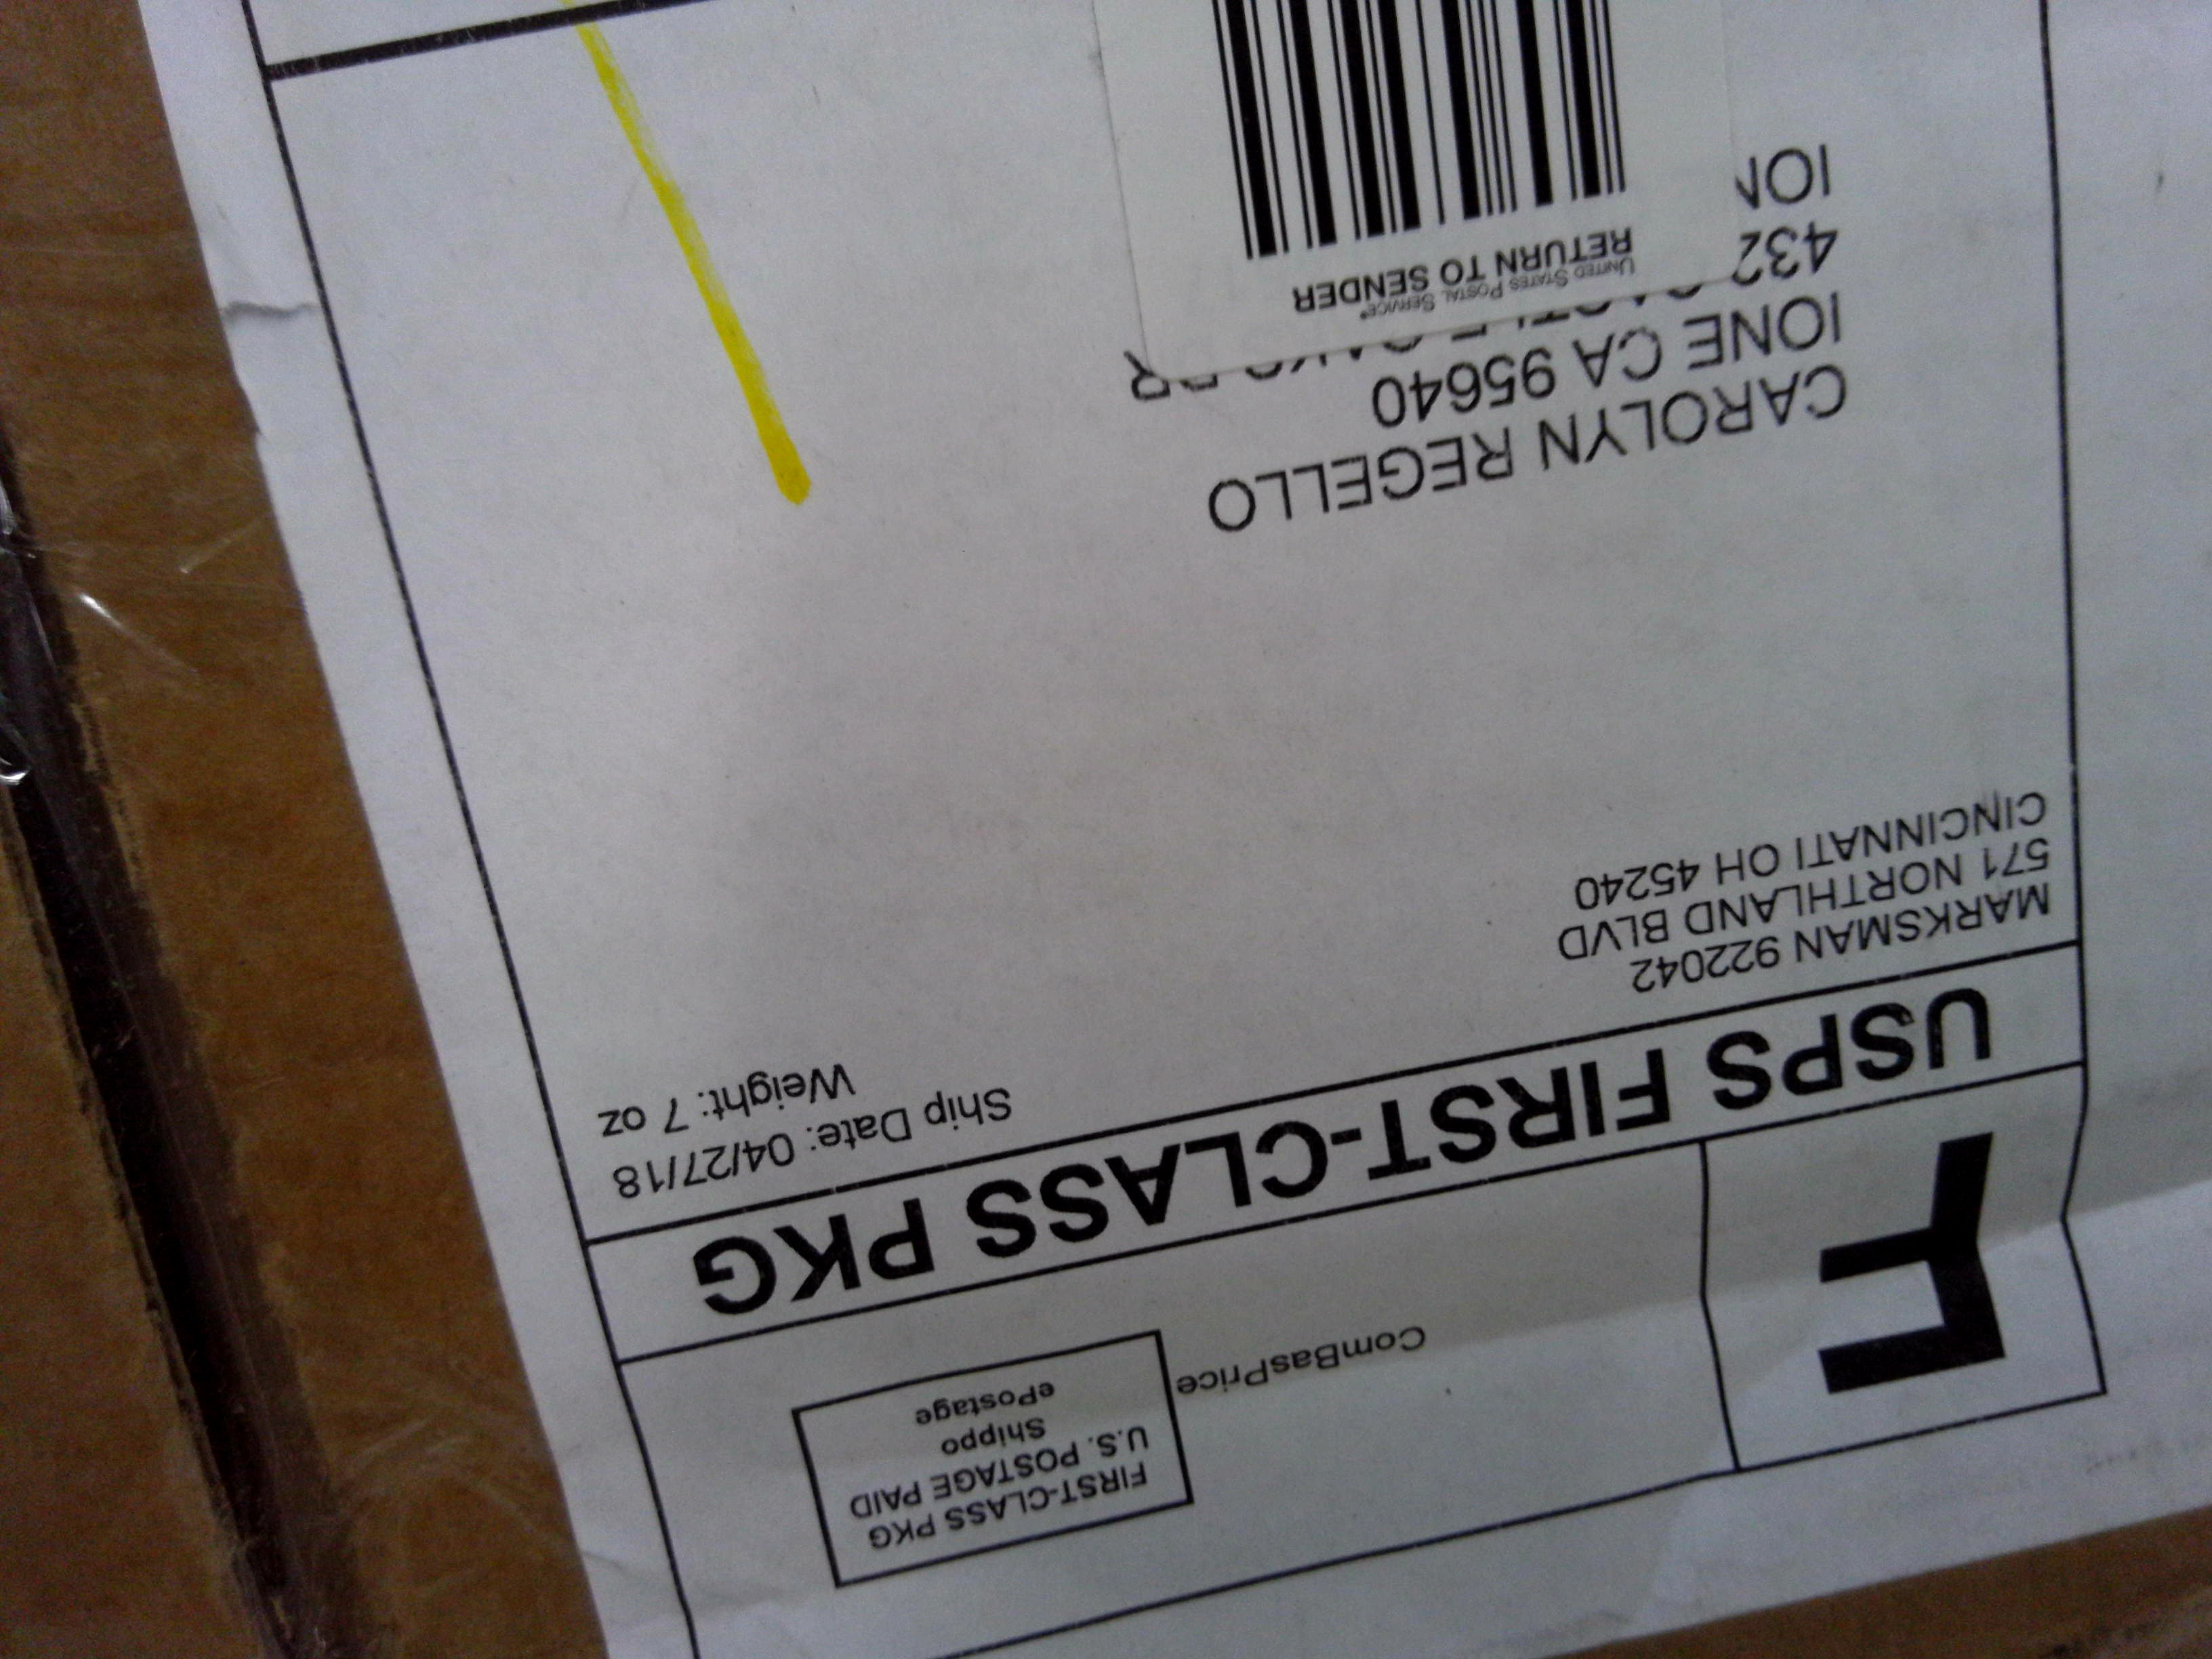 F
ComBasPrice
FIRST-CLASS PKG
U.S. POSTAGE PAID
Shippo
ePostage
USPS FIRST-CLASS PKG
MARKSMAN 922042
571 NORTHLAND BLVD
CINCINNATI OH 45240
Ship Date: 04/27/18
Weight: 7 oz
CAROLYN REGELLO
IONE CA 95640
432
UNITED STATES POSTAL SERVICE®
RETURN TO SENDER